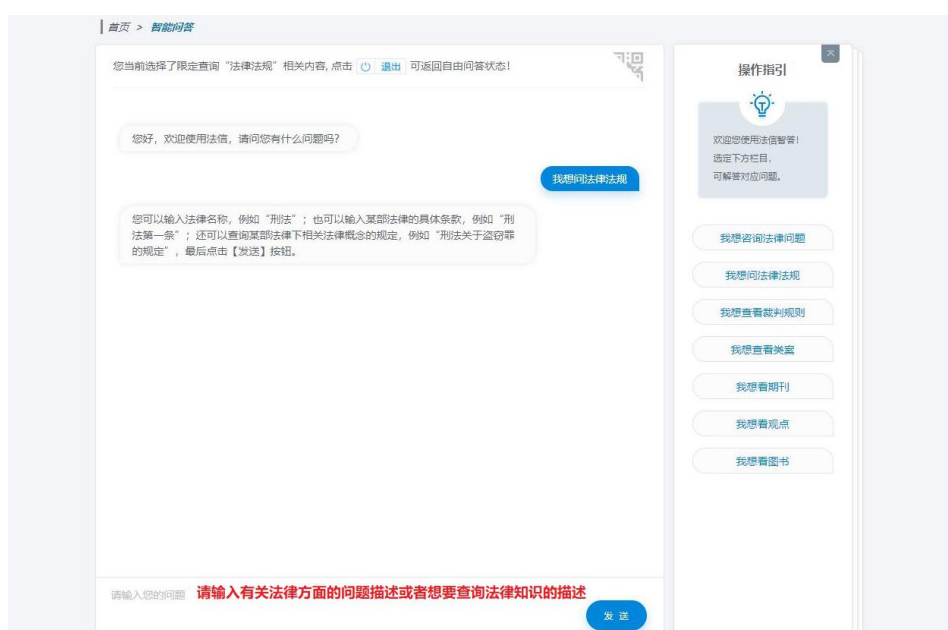 首页 > 智能问答
您当前选择了限定查询“法律法规”相关内容,点击 退出 可返回自由问答状态!
您好，欢迎使用法信，请问您有什么问题吗?
我想问法律法规
您可以输入法律名称，例如“刑法”；也可以输入某部法律的具体条款，例如“刑
法第一条”；还可以查询某部法律下相关法律概念的规定，例如“刑法关于盗窃罪
的规定”，最后点击【发送】按钮。
请输入您的问题 请输入有关法律方面的问题描述或者想要查询法律知识的描述
发 送
操作指引
欢迎您使用法信智答!
选定下方栏目，
可解答对应问题。
我想咨询法律问题
我想问法律法规
我想查看裁判规则
我想查看类案
我想看期刊
我想看观点
我想看图书